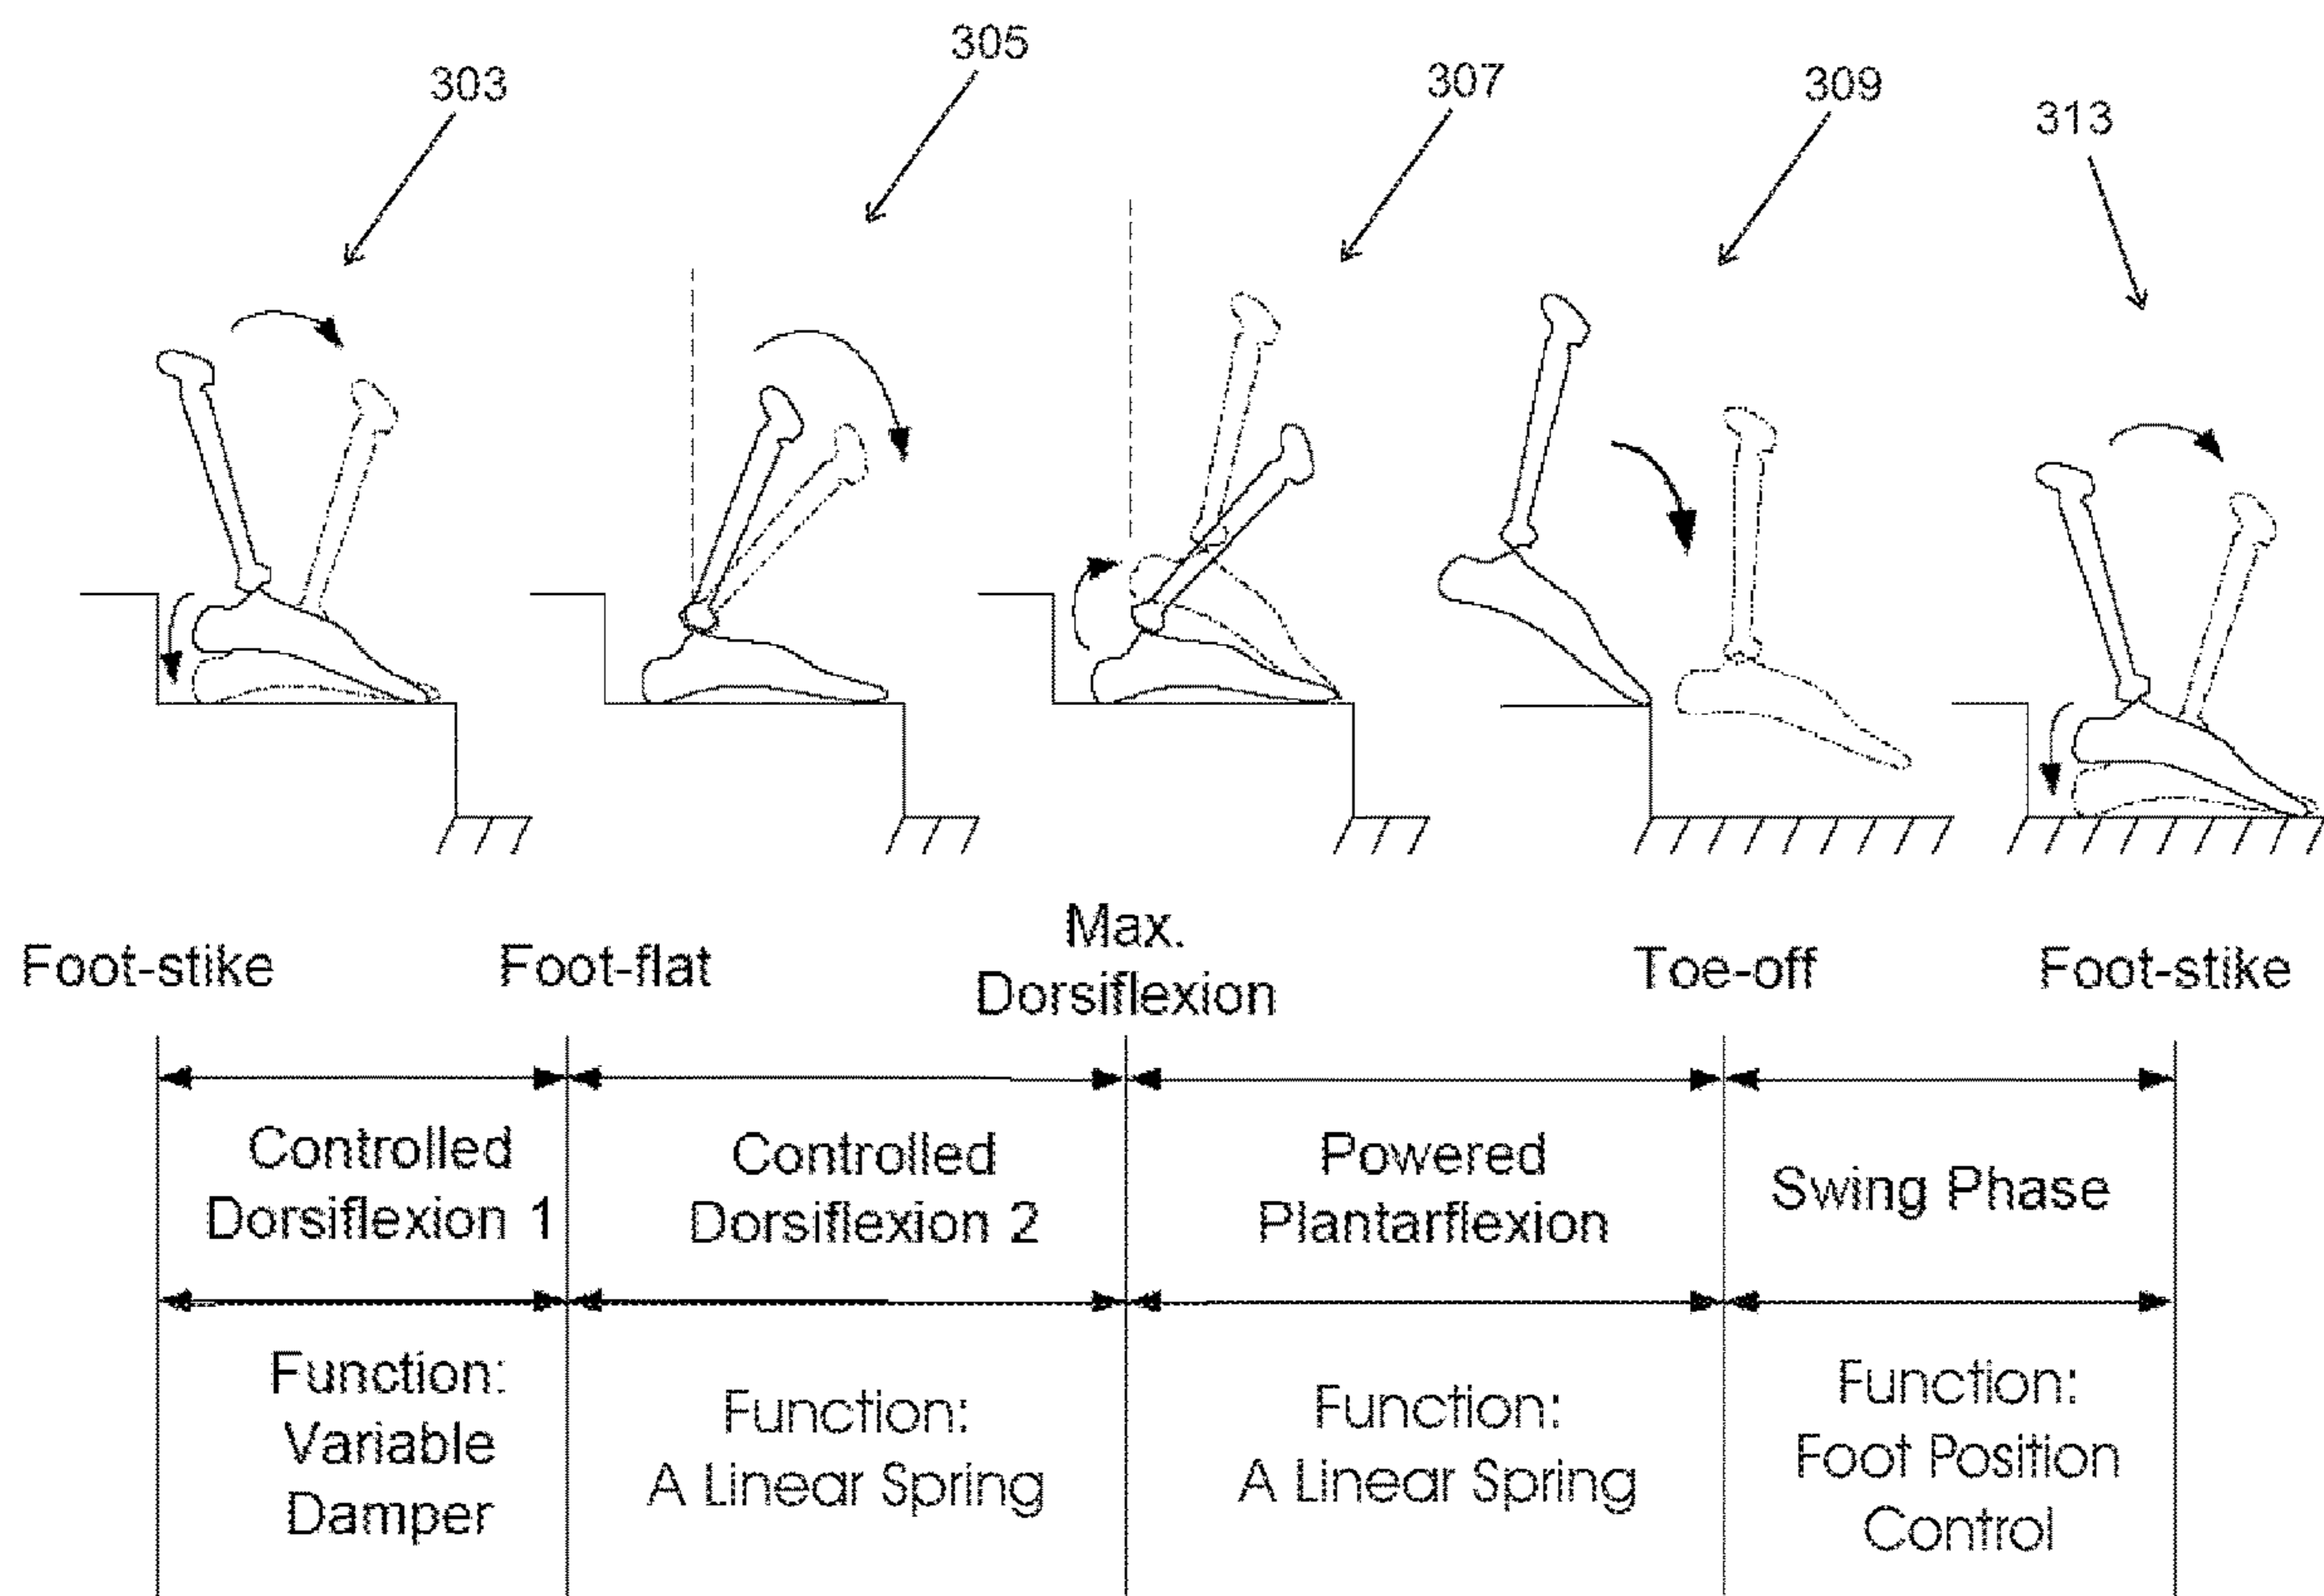 303
305
307
309
313
Foot-stike
Foot-flat
Max.
Dorsiflexion
Toe-off
Foot-stike
Controlled
Dorsiflexion 1
Controlled
Dorsiflexion 2
Powered
Plantarflexion
Swing Phase
Function:
Variable
Damper
Function:
A Linear Spring
Function:
A Linear Spring
Function:
Foot Position
Control